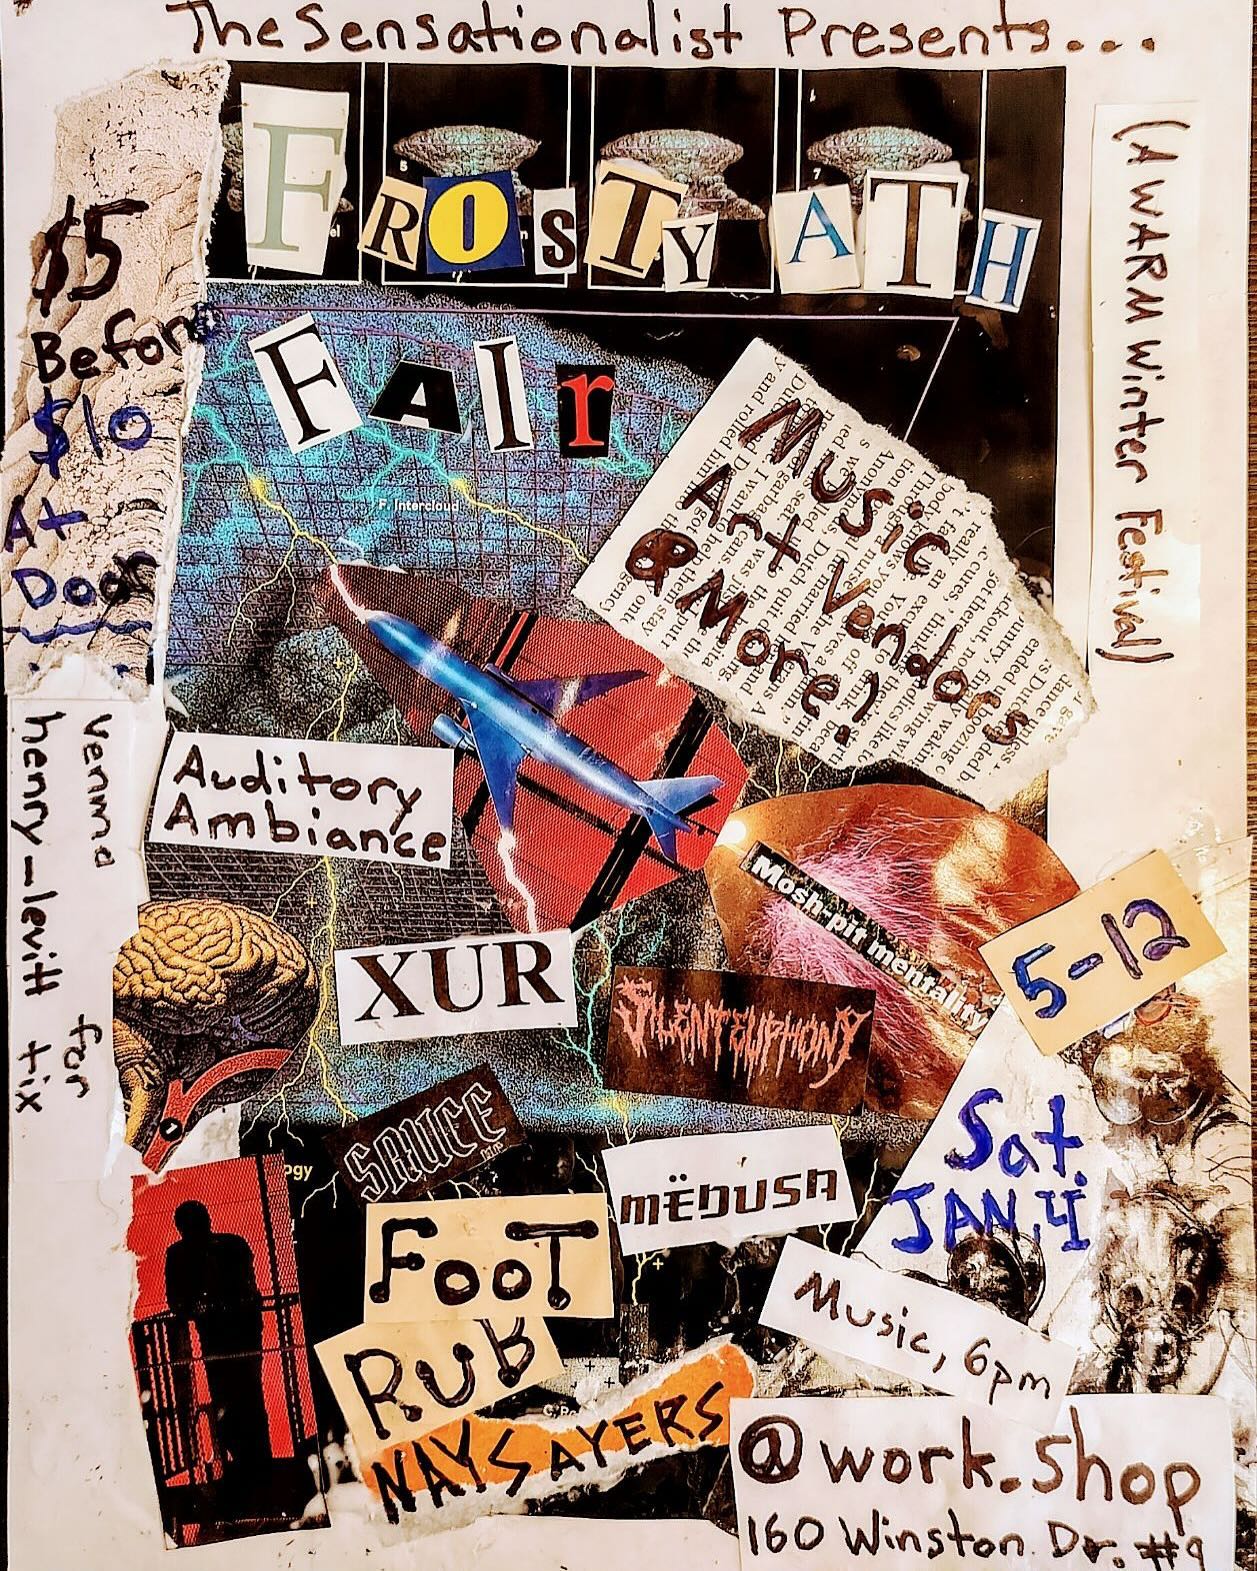 The Sensationalist Presents...
FROSTY ATH
FAIr
(A WARM Winter Festival)
$5
Before
$10
At
Door
Music
Art Vendors
& More!
F. Intercloud
Auditory
Ambiance
Mosh-pit mentality
5-12
XUR
SILENT EUPHONY
SAUCE
MËDUSA
Sat.
JAN, 4
FooT
RUB
NAYSAYERS
Music, 6pm
@work.shop
160 Winston Dr. #9
venmo for
henry-levitt tix